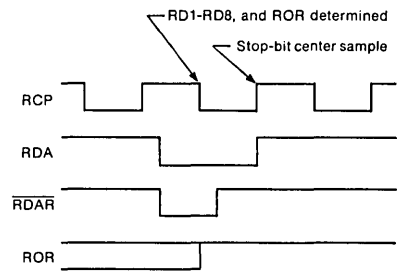 RD1-RD8, and ROR determined
Stop-bit center sample
RCP
RDA
RDAR
ROR